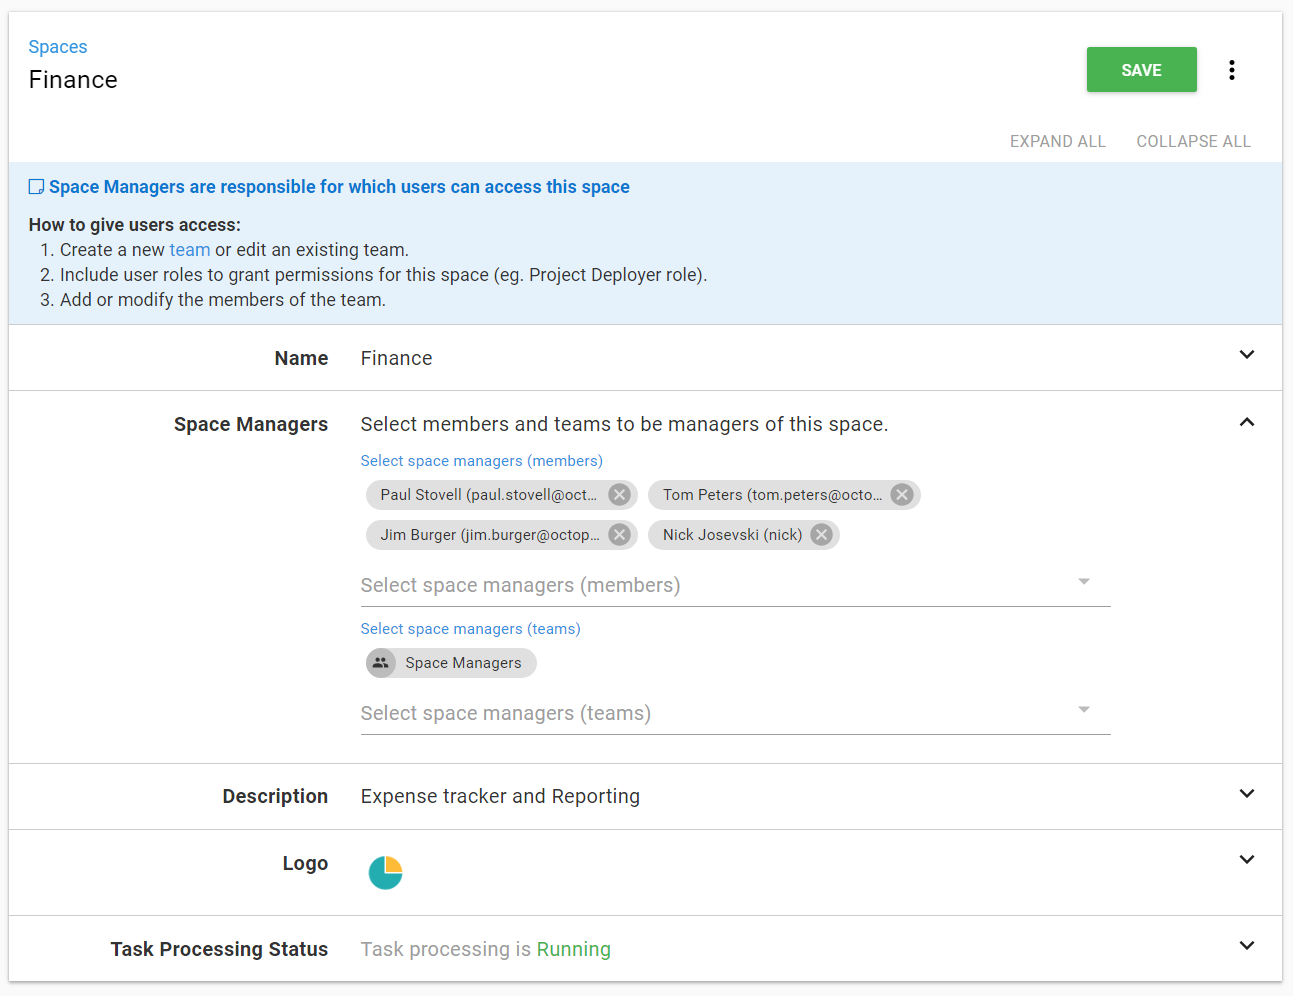 Spaces
Finance
SAVE
EXPAND ALL COLLAPSE ALL
Space Managers are responsible for which users can access this space
How to give users access:
1. Create a new team or edit an existing team.
2. Include user roles to grant permissions for this space (eg. Project Deployer role).
3. Add or modify the members of the team.
Name Finance
Space Managers Select members and teams to be managers of this space.
Select space managers (members)
Paul Stovell (paul.stovell@oct... Tom Peters (tom.peters@octo...
Jim Burger (jim.burger@octop... Nick Josevski (nick)
Select space managers (members)
Select space managers (teams)
Space Managers
Select space managers (teams)
Description Expense tracker and Reporting
Logo
Task Processing Status Task processing is Running